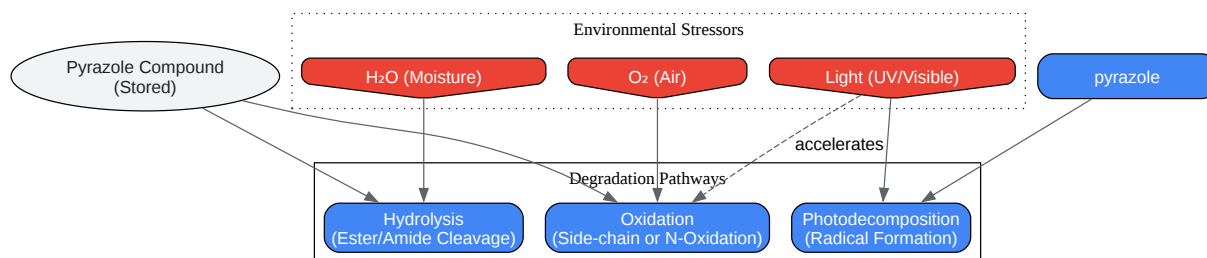 Environmental Stressors
Pyrazole Compound
(Stored)
H₂O (Moisture)
O₂ (Air)
Light (UV/Visible)
pyrazole
accelerates
Degradation Pathways
Hydrolysis
(Ester/Amide Cleavage)
Oxidation
(Side-chain or N-Oxidation)
Photodecomposition
(Radical Formation)